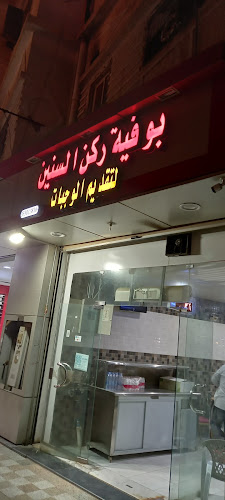 بوفية ركن السنين
لتقديم الوجبات